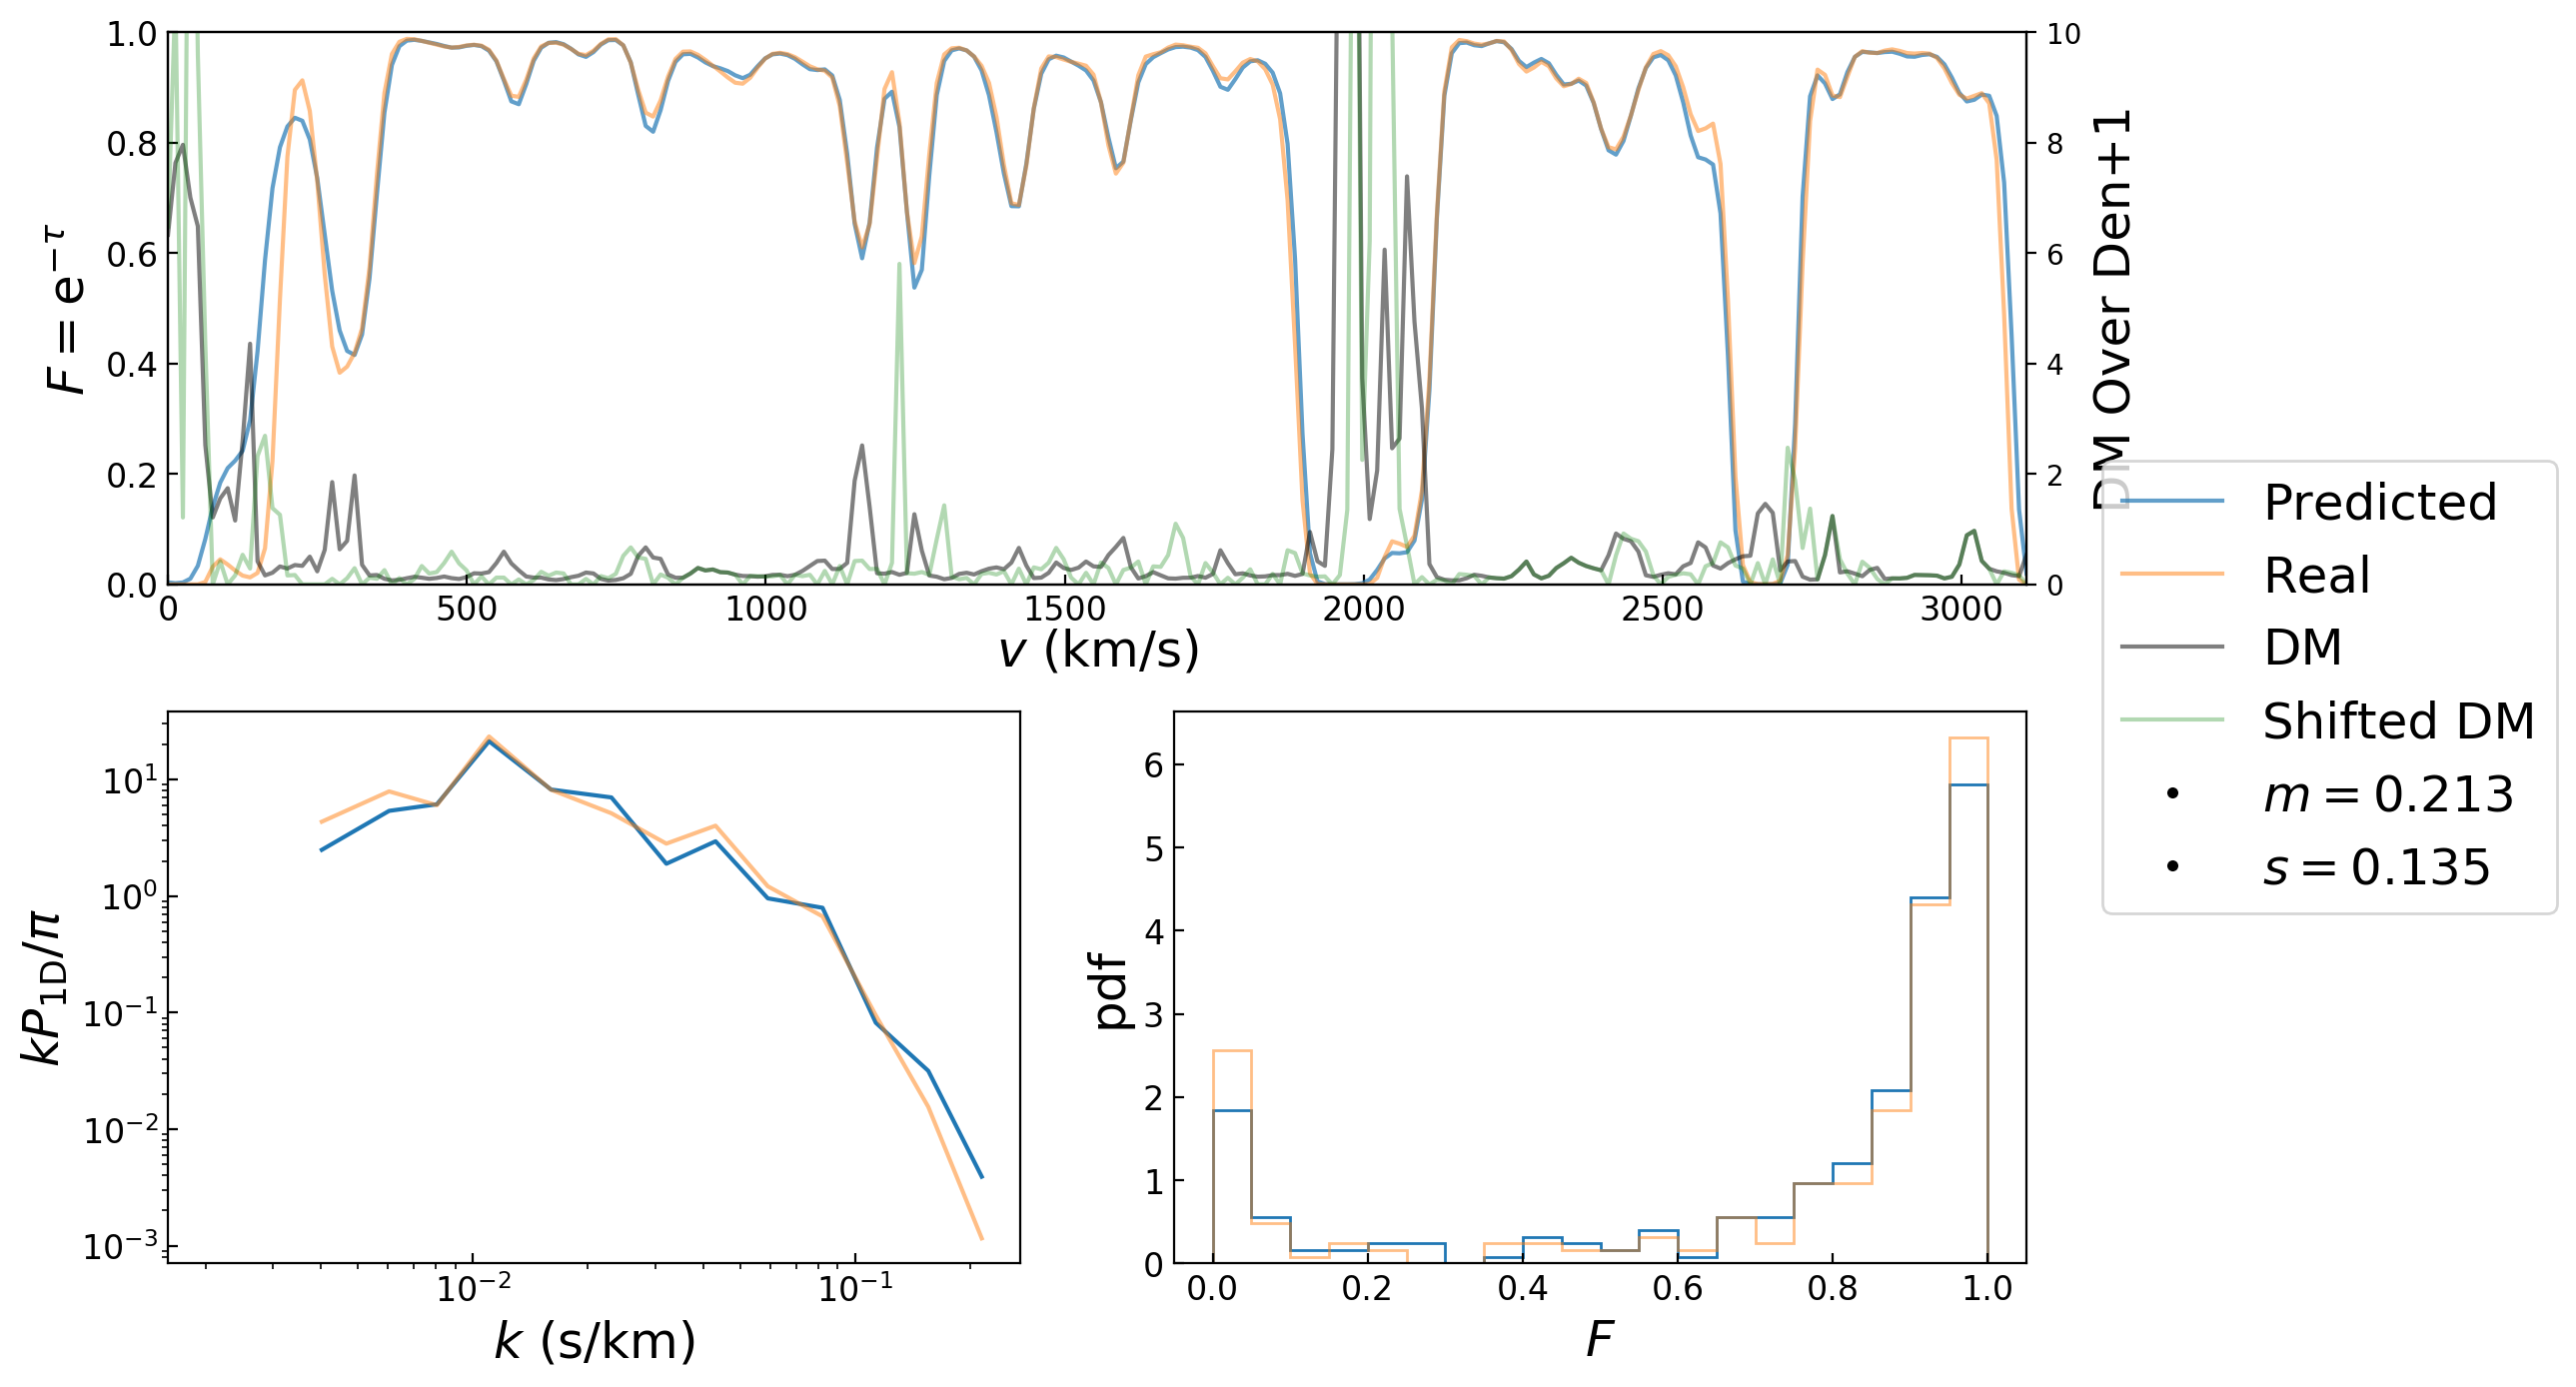 1.0
0.8
0.6
0.4
0.2
0.0
F = e^{−τ}
10
8
6
4
2
0
DM Over Den+1
0 500 1000 1500 2000 2500 3000
v (km/s)
Predicted
Real
DM
Shifted DM
m = 0.213
s = 0.135
10^1
10^0
10^{−1}
10^{−2}
10^{−3}
kP_{1D}/π
10^{−2} 10^{−1}
k (s/km)
6
5
4
3
2
1
0
pdf
0.0 0.2 0.4 0.6 0.8 1.0
F